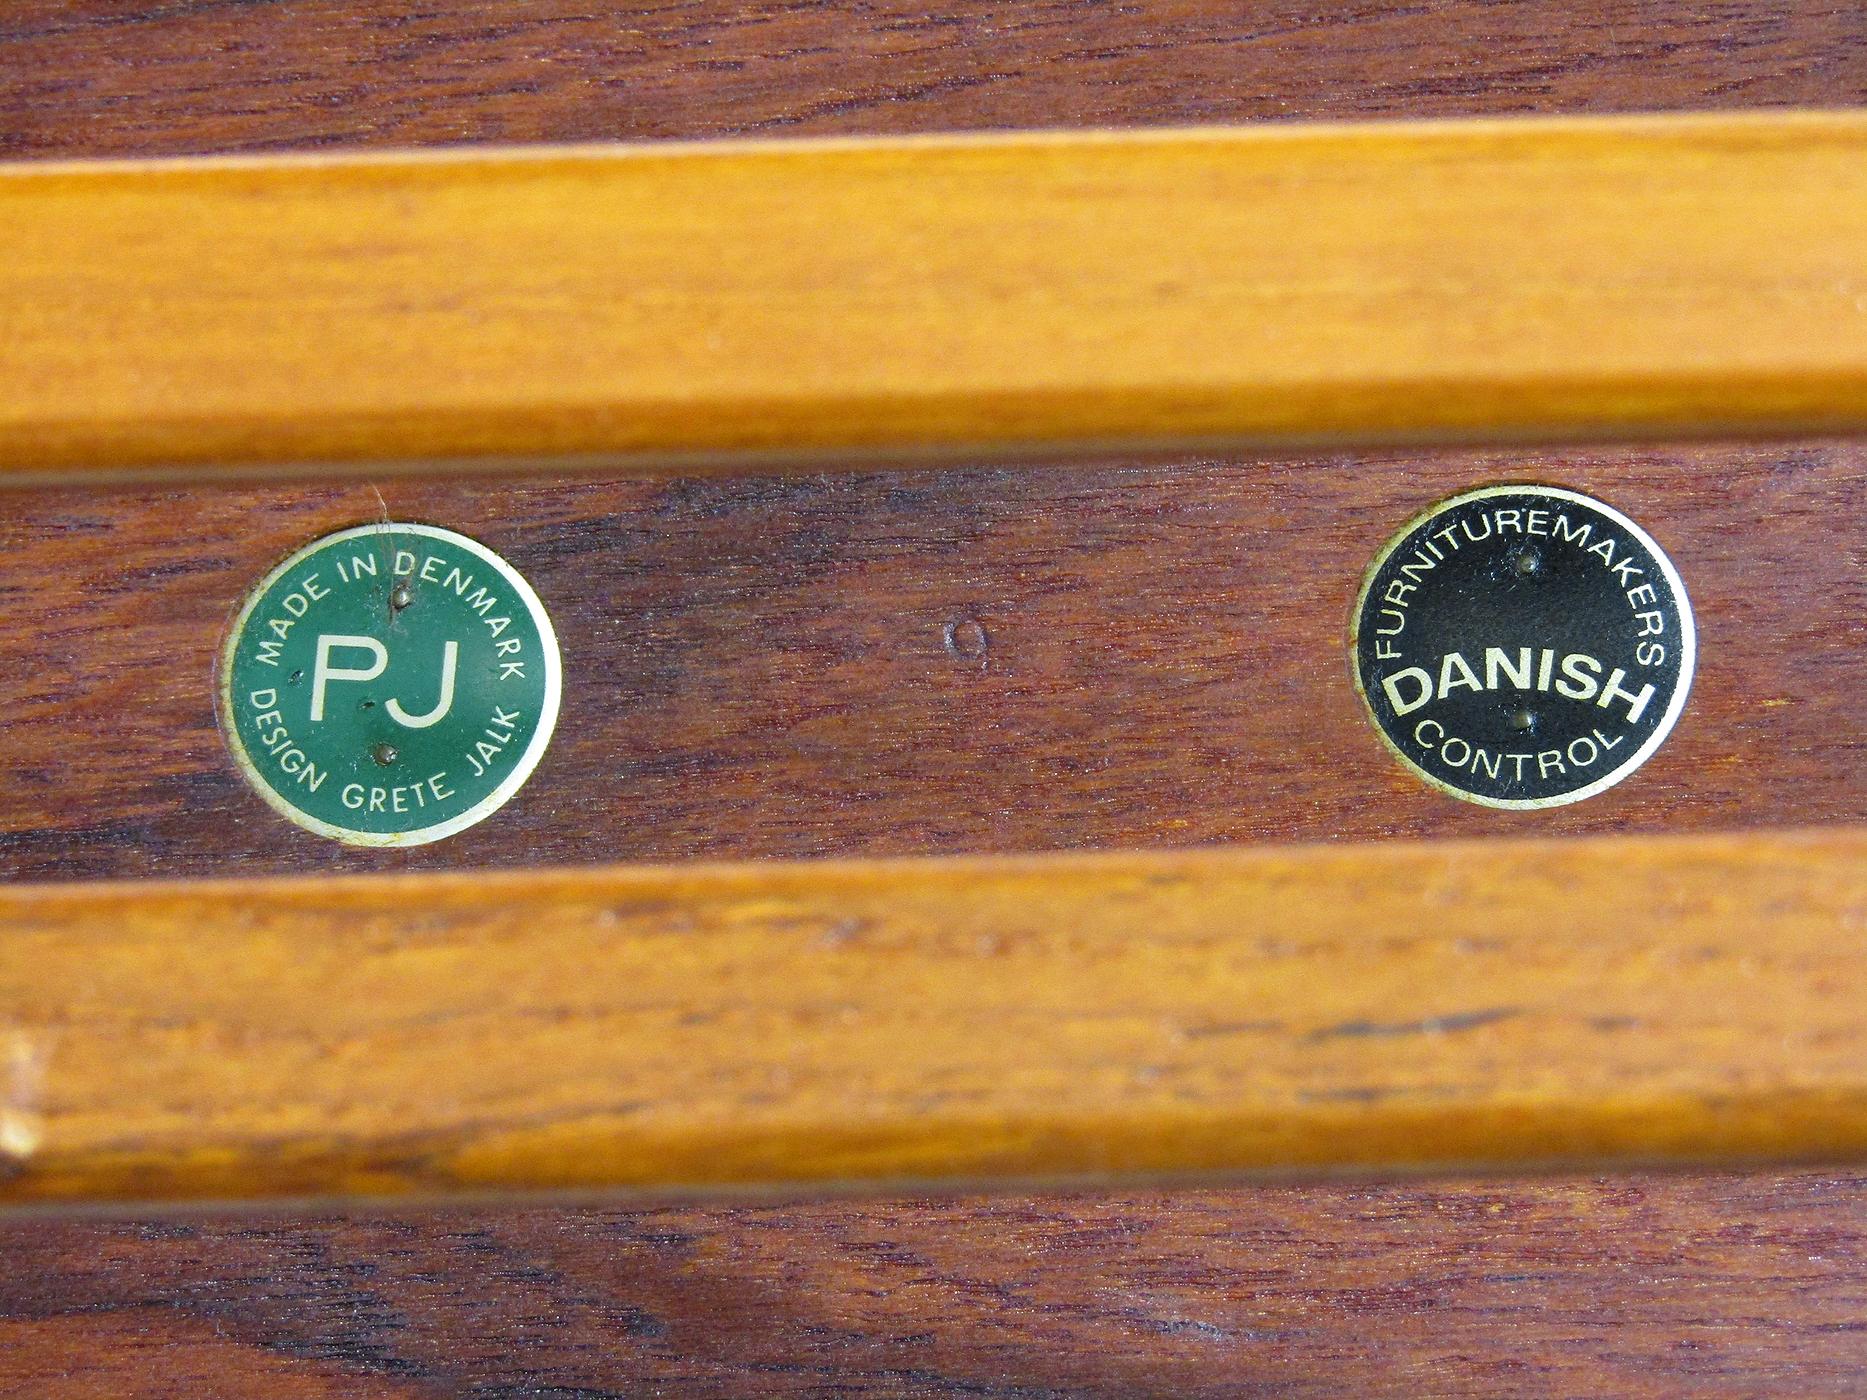 MADE IN DENMARK
PJ
DESIGN GRETE JALK
FURNITUREMAKERS
DANISH
CONTROL